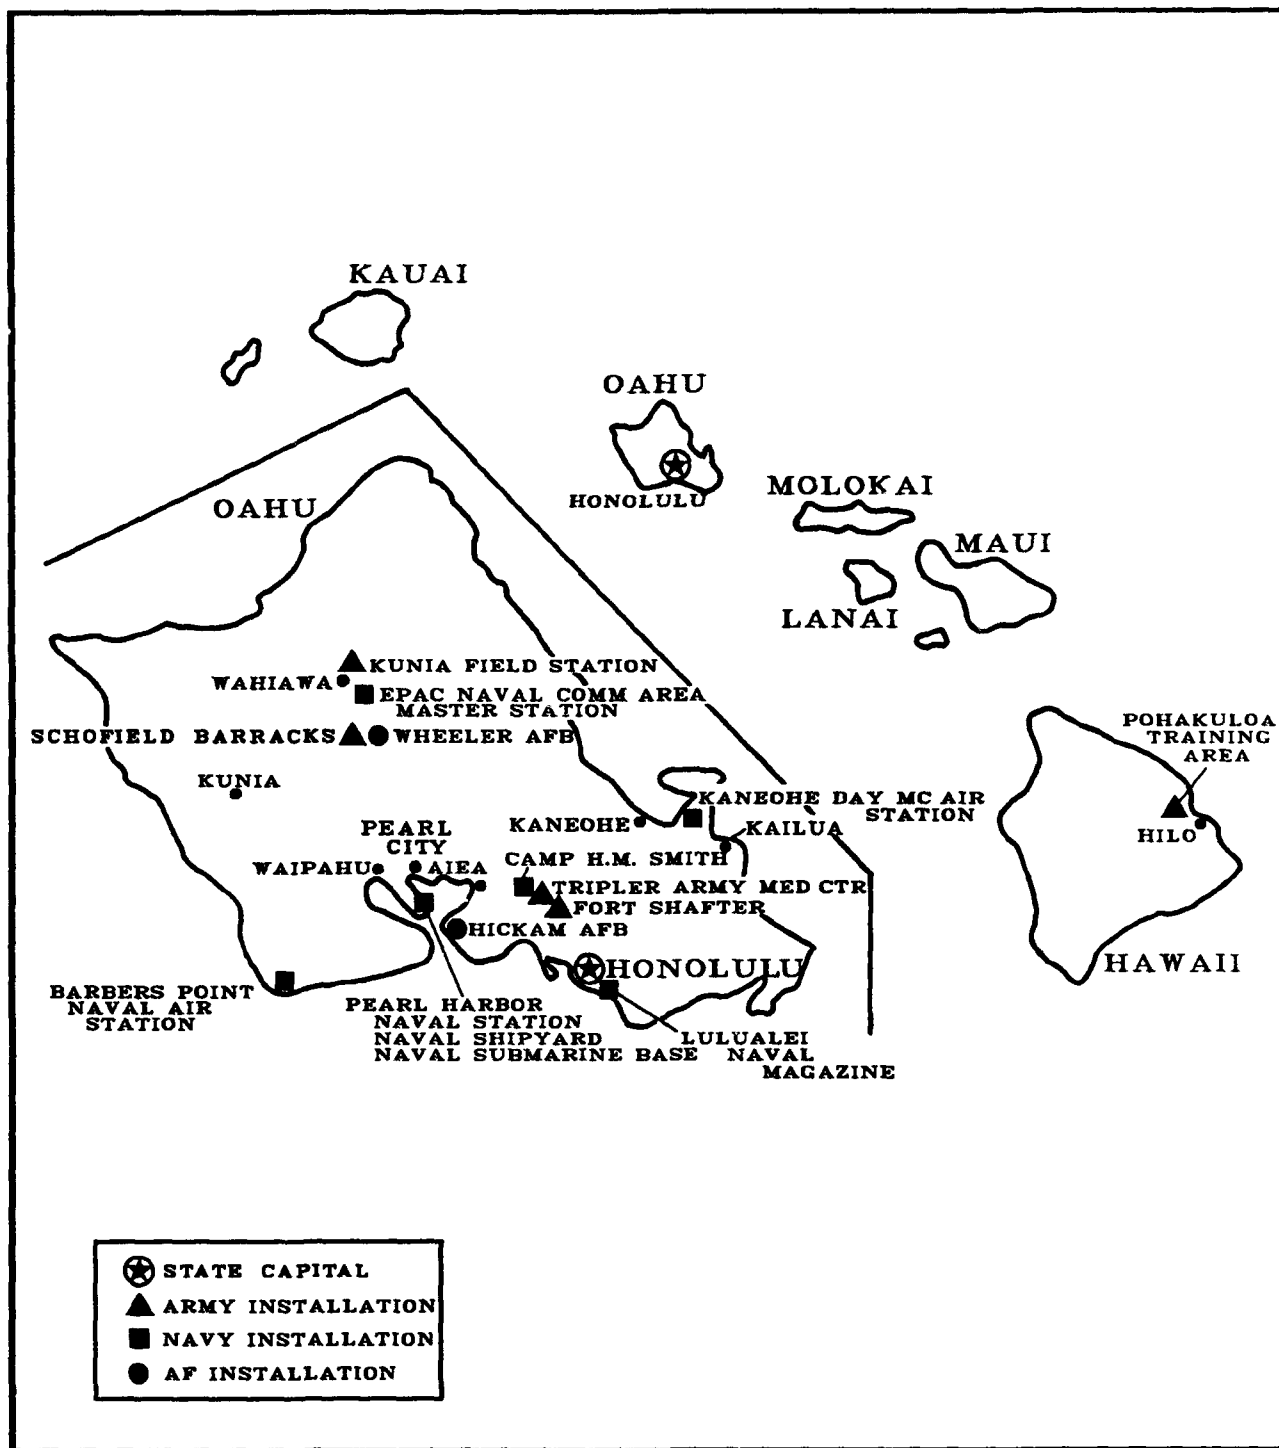 KAUAI
OAHU
HONOLULU
MOLOKAI
MAUI
LANAI
OAHU
KUNIA FIELD STATION
WAHIAWA
EPAC NAVAL COMM AREA
MASTER STATION
SCHOFIELD BARRACKS
WHEELER AFB
KUNIA
POHAKULOA
TRAINING
AREA
HILO
HAWAII
KANEOHE DAY MC AIR
STATION
KANEOHE
KAILUA
PEARL
CITY
WAIPAHU
AIEA
CAMP H.M. SMITH
TRIPLER ARMY MED CTR
FORT SHAFTER
HICKAM AFB
HONOLULU
BARBERS POINT
NAVAL AIR
STATION
PEARL HARBOR
NAVAL STATION
NAVAL SHIPYARD
NAVAL SUBMARINE BASE
LULUALEI
NAVAL
MAGAZINE
STATE CAPITAL
ARMY INSTALLATION
NAVY INSTALLATION
AF INSTALLATION